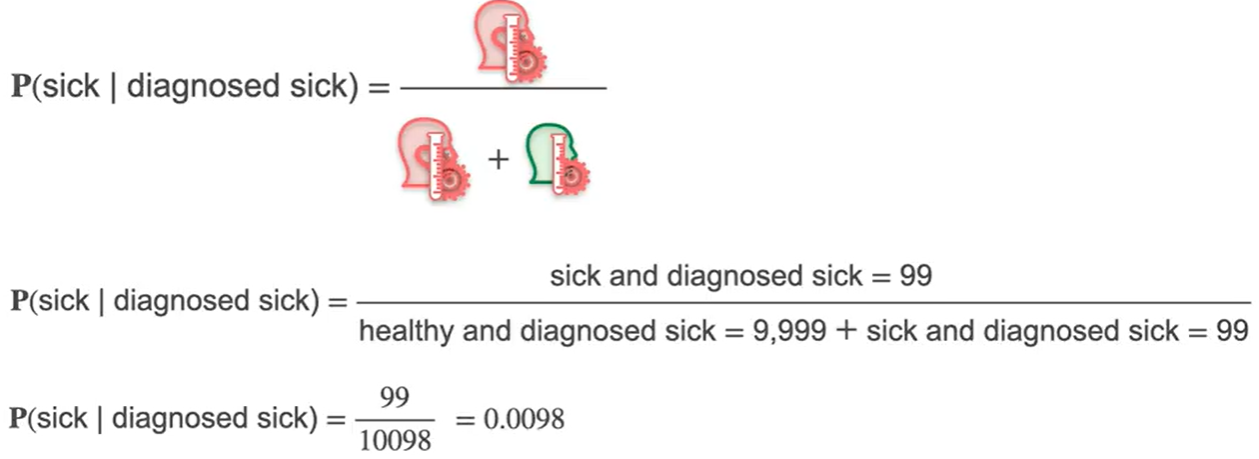 P(sick | diagnosed sick) =
+
sick and diagnosed sick = 99
P(sick | diagnosed sick) =
healthy and diagnosed sick = 9,999 + sick and diagnosed sick = 99
99
P(sick | diagnosed sick) = = 0.0098
10098